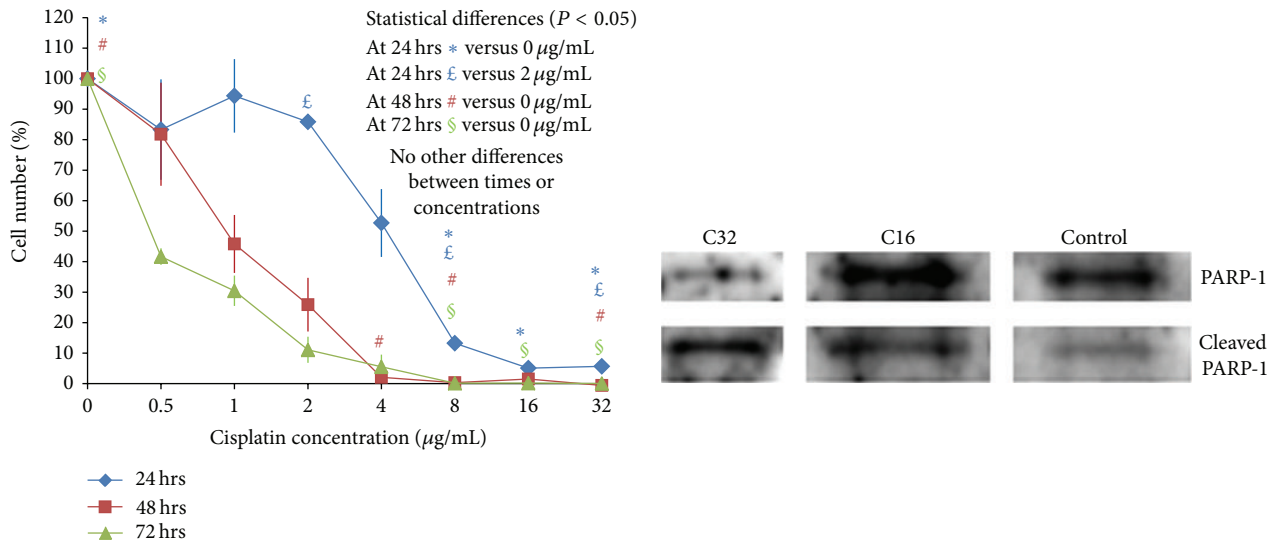 120
110
100
90
80
70
60
50
40
30
20
10
0
Cell number (%)
Statistical differences (P < 0.05)
At 24 hrs * versus 0 μg/mL
At 24 hrs £ versus 2 μg/mL
At 48 hrs # versus 0 μg/mL
At 72 hrs § versus 0 μg/mL
No other differences
between times or
concentrations
*
#
§
£
#
*
£
#
§
*
§
*
£
#
§
0 0.5 1 2 4 8 16 32
Cisplatin concentration (μg/mL)
24 hrs
48 hrs
72 hrs
C32 C16 Control
PARP-1
Cleaved
PARP-1